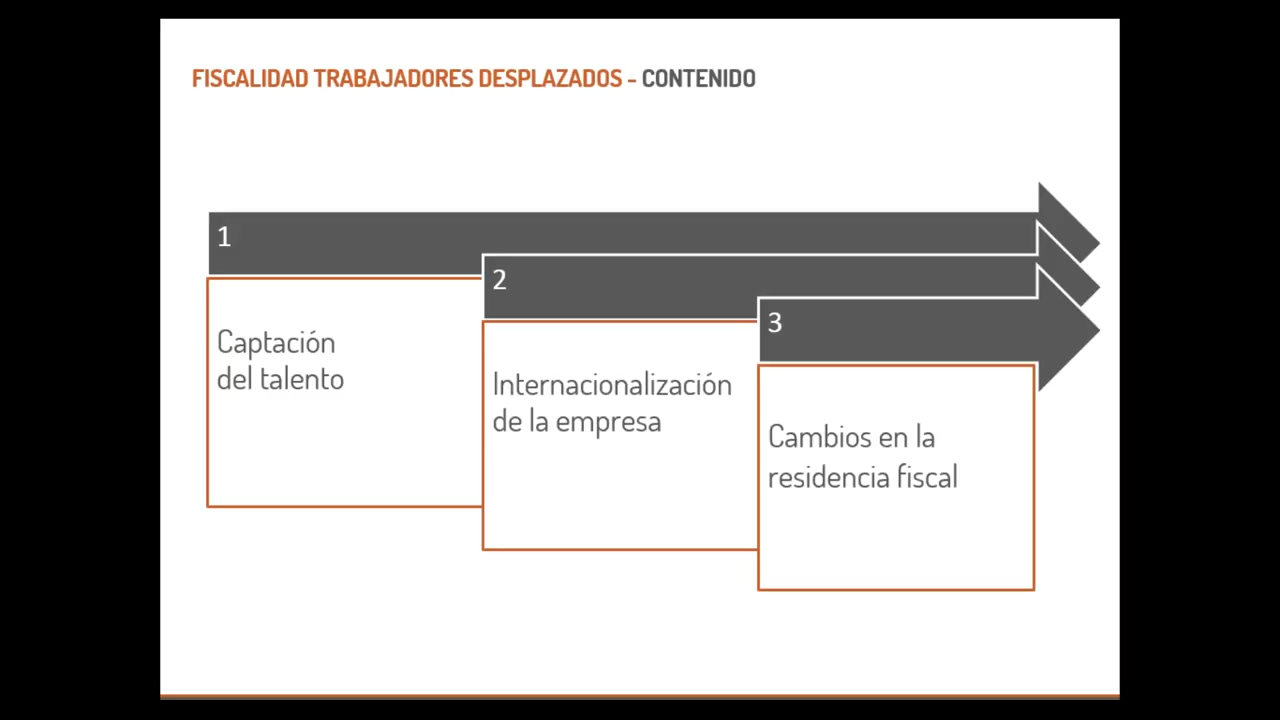 FISCALIDAD TRABAJADORES DESPLAZADOS - CONTENIDO
1
Captación
del talento
2
Internacionalización
de la empresa
3
Cambios en la
residencia fiscal